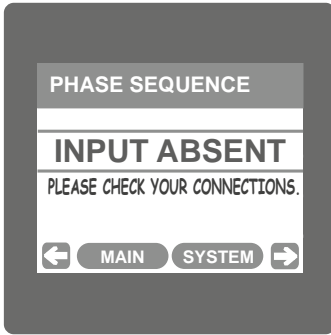 PHASE SEQUENCE
INPUT ABSENT
PLEASE CHECK YOUR CONNECTIONS.
MAIN SYSTEM